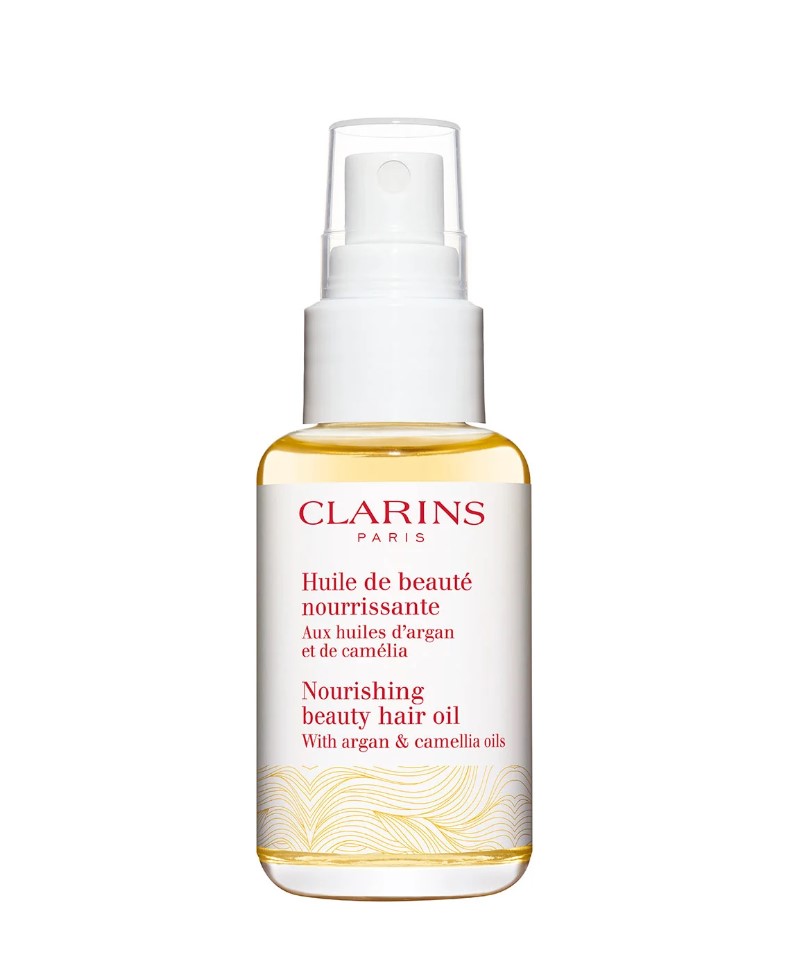 CLARINS
PARIS
Huile de beauté
nourrissante
Aux huiles d'argan
et de camélia
Nourishing
beauty hair oil
With argan & camellia oils